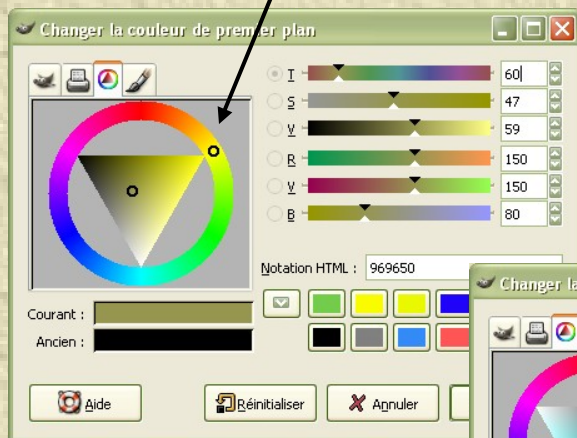 Changer la couleur de premier plan
T 60
S 47
V 59
R 150
V 150
B 80
Notation HTML : 969650
Changer la
Courant :
Ancien :
Aide
Réinitialiser
Annuler